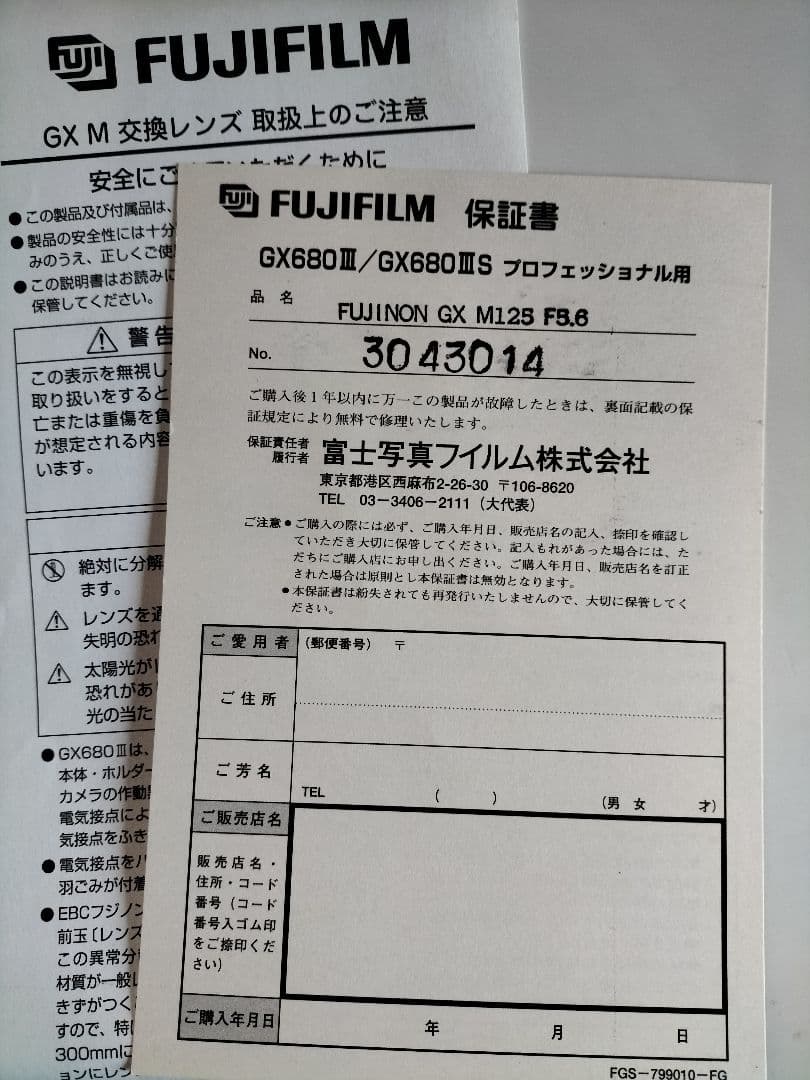 FUJI FUJIFILM
GX M 交換レンズ 取扱上のご注意
安全にご
くために
●この製品及び付属品は、
●製品の安全性には十分
みのうえ、正しくご使
●この説明書はお読みに
保管してください。
⚠警告
この表示を無視し
取り扱いをすると
亡または重傷を負
が想定される内容
います。
絶対に分解
ます。
⚠ レンズを
失明の恐れ
⚠ 太陽光が
恐れがあ
光の当た
●GX680Ⅲは、
本体・ホルダー
カメラの作動
電気接点によ
気接点をふき
●電気接点を
羽ごみが付着
●EBCフジノン
前玉〔レンズ
この異常分
材質が一般
きずがつく
すので、特
300mmに
ョンにレン
FUJI FUJIFILM 保証書
GX680Ⅲ/GX680ⅢS プロフェッショナル用
品名 FUJINON GX M125 F5.6
No. 3043014
ご購入後1年以内に万一この製品が故障したときは、裏面記載の保
証規定により無料で修理いたします。
保証責任者
履行者 富士写真フイルム株式会社
東京都港区西麻布2-26-30 〒106-8620
TEL 03-3406-2111(大代表)
ご注意●ご購入の際には必ず、ご購入年月日、販売店名の記入、捺印を確認し
ていただき大切に保管してください。記入もれがあった場合には、た
だちにご購入店にお申し出ください。ご購入年月日、販売店名を訂正
された場合は原則とし本保証書は無効となります。
●本保証書は紛失されても再発行いたしませんので、大切に保管してく
ださい。
ご愛用者 (郵便番号) 〒
ご住所
ご芳名
TEL ( ) (男 女 才)
ご販売店名
販売店名・
住所・コード
番号(コード
番号入ゴム印
をご捺印くだ
さい)
ご購入年月日 年 月 日
FGS-799010-FG